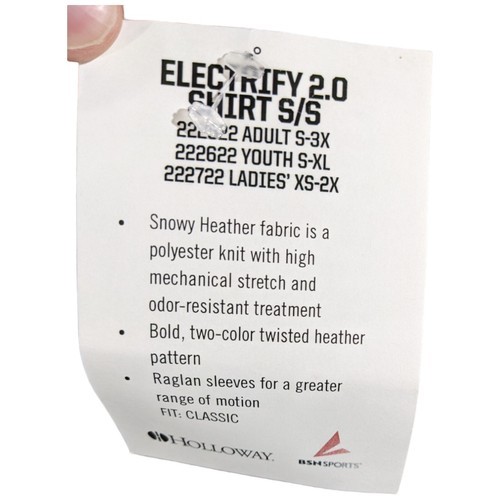 ELECTRIFY 2.0
SHIRT S/S
ADULT S-3X
222622 YOUTH S-XL
222722 LADIES' XS-2X
• Snowy Heather fabric is a
polyester knit with high
mechanical stretch and
odor-resistant treatment
• Bold, two-color twisted heather
pattern
• Raglan sleeves for a greater
range of motion
FIT: CLASSIC
HOLLOWAY
BSHSPORTS